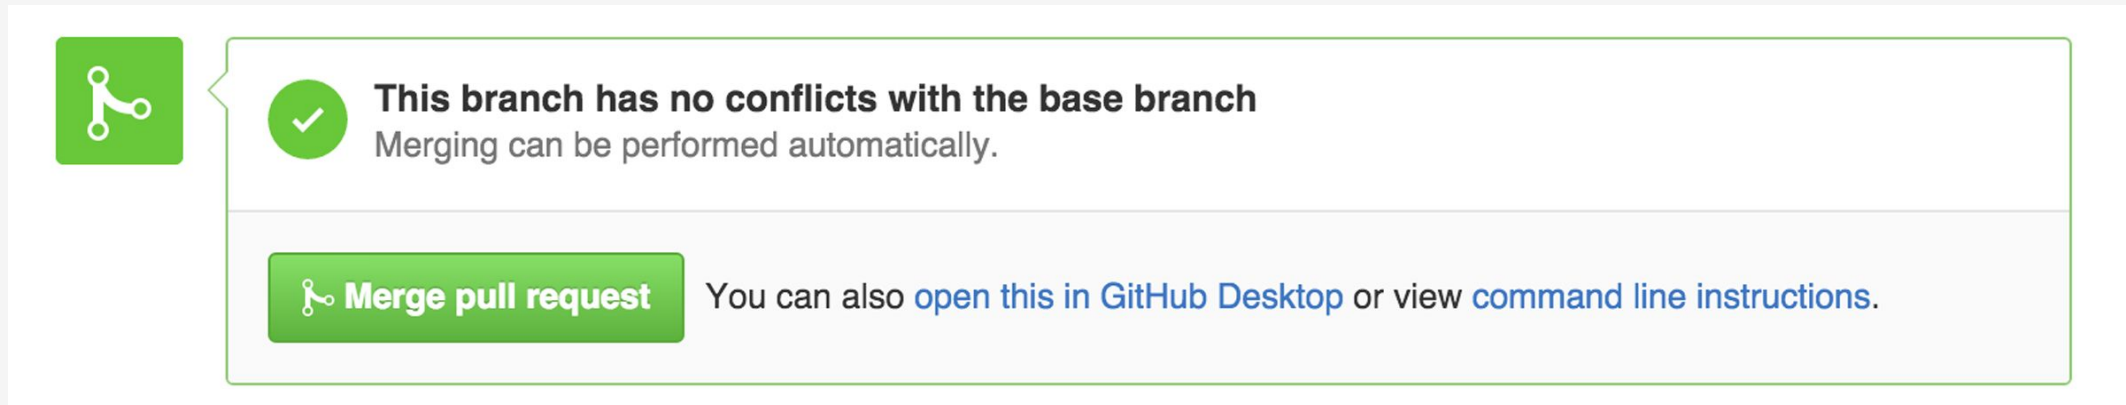 This branch has no conflicts with the base branch
Merging can be performed automatically.
Merge pull request You can also open this in GitHub Desktop or view command line instructions.